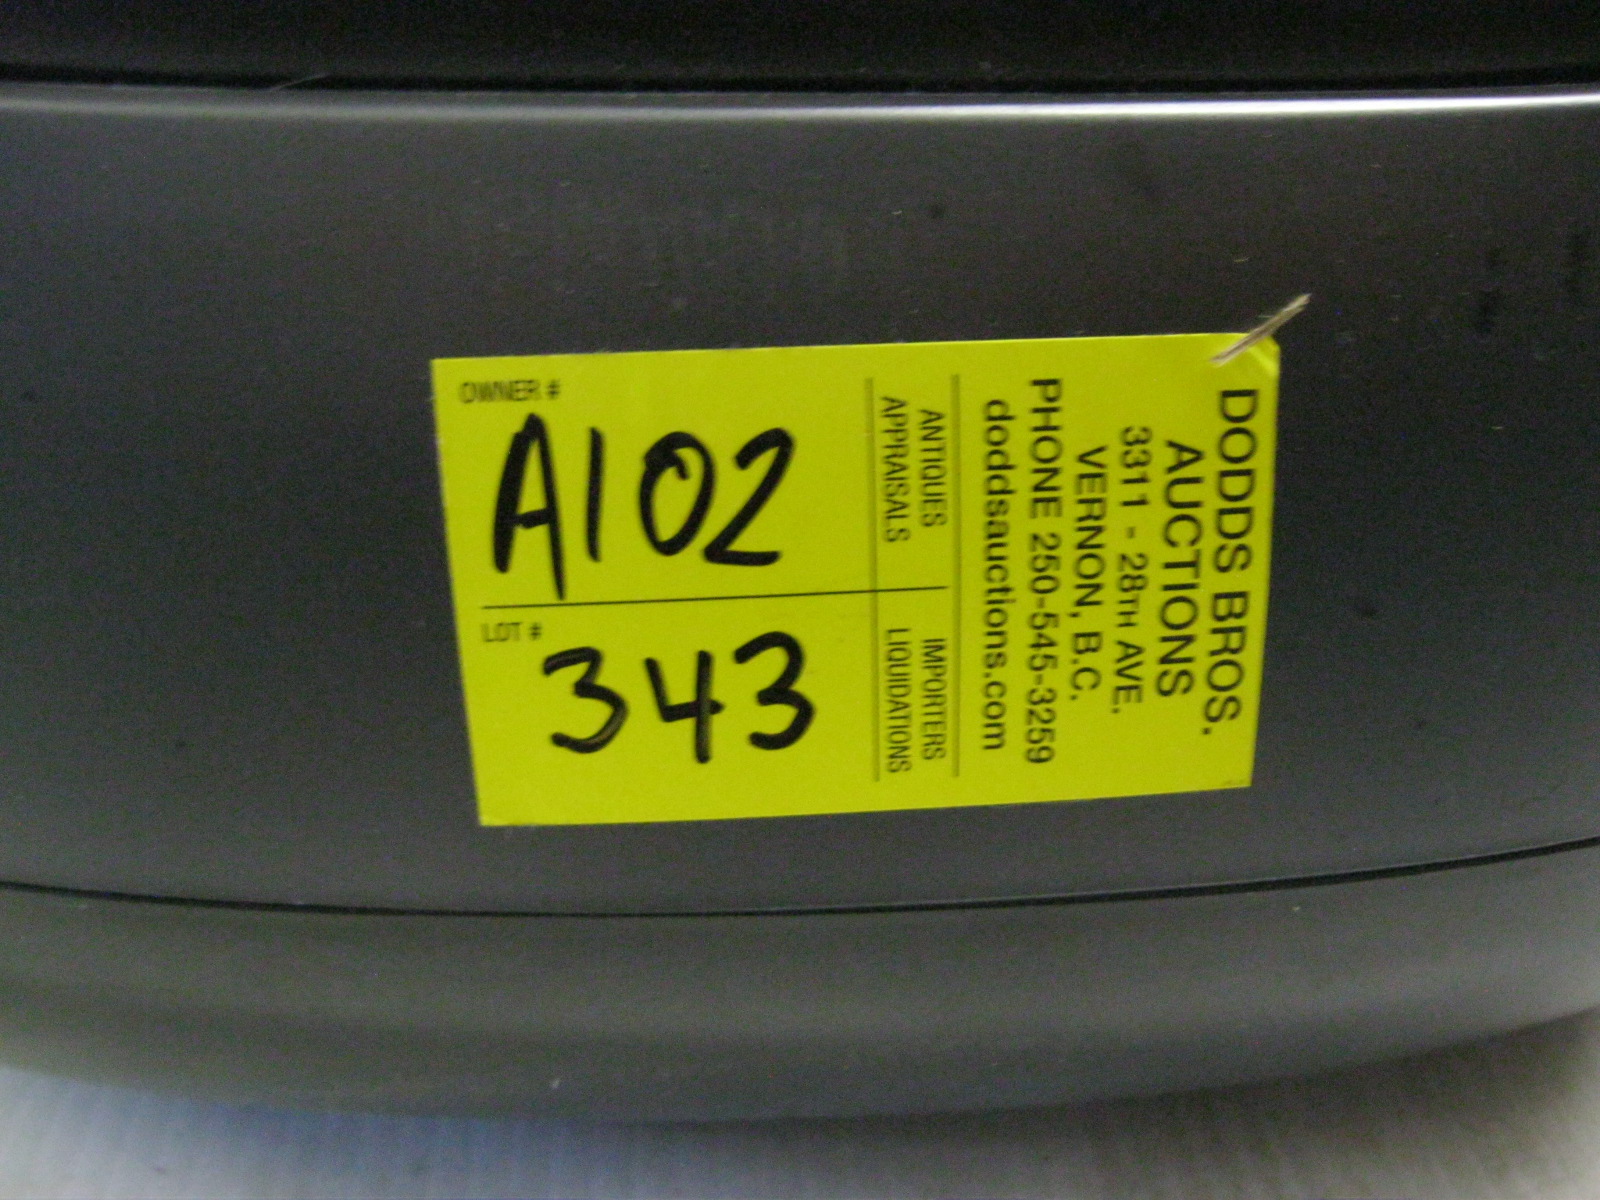 OWNER #
A102
LOT #
343
ANTIQUES
APPRAISALS
IMPORTERS
LIQUIDATIONS
DODDS BROS.
AUCTIONS
3311 - 28TH AVE.
VERNON, B.C.
PHONE 250-545-3259
doddsauctions.com